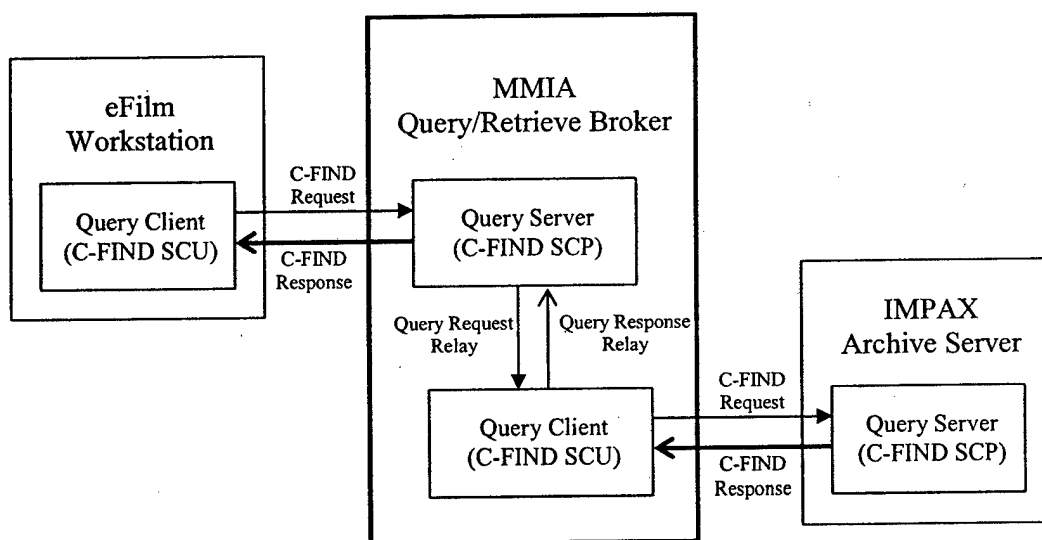 eFilm
Workstation
Query Client
(C-FIND SCU)
C-FIND
Request
C-FIND
Response
MMIA
Query/Retrieve Broker
Query Server
(C-FIND SCP)
Query Request
Relay
Query Response
Relay
Query Client
(C-FIND SCU)
C-FIND
Request
C-FIND
Response
IMPAX
Archive Server
Query Server
(C-FIND SCP)